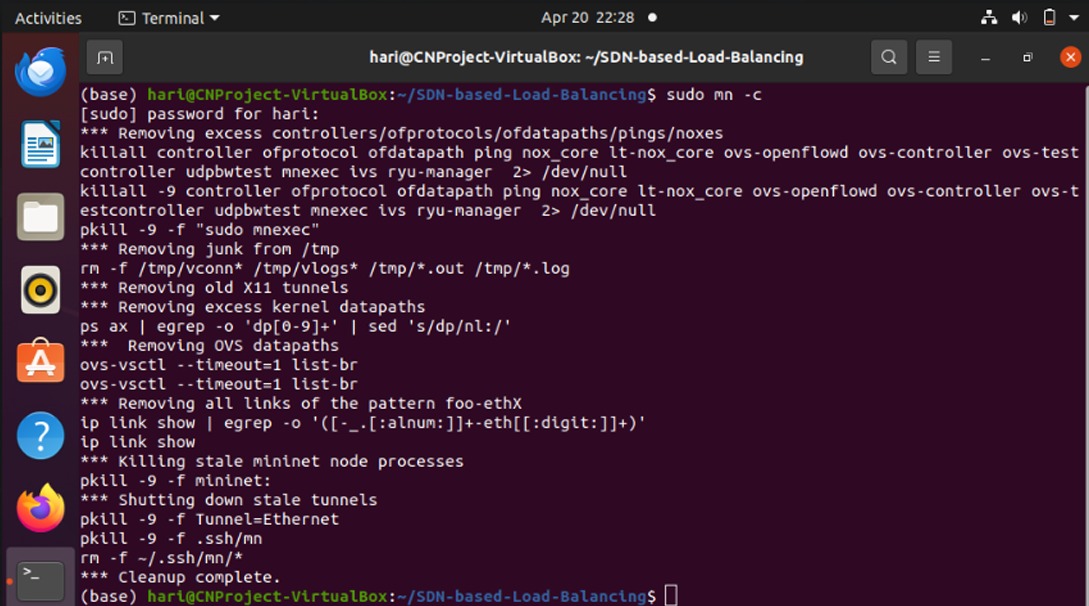 Activities
Terminal
Apr 20 22:28
hari@CNProject-VirtualBox: ~/SDN-based-Load-Balancing
(base) hari@CNProject-VirtualBox:~/SDN-based-Load-Balancing$ sudo mn -c
[sudo] password for hari:
*** Removing excess controllers/ofprotocols/ofdatapaths/pings/noxes
killall controller ofprotocol ofdatapath ping nox_core lt-nox_core ovs-openflowd ovs-controller ovs-test
controller udpbwtest mnexec ivs ryu-manager  2> /dev/null
killall -9 controller ofprotocol ofdatapath ping nox_core lt-nox_core ovs-openflowd ovs-controller ovs-t
estcontroller udpbwtest mnexec ivs ryu-manager  2> /dev/null
pkill -9 -f "sudo mnexec"
*** Removing junk from /tmp
rm -f /tmp/vconn* /tmp/vlogs* /tmp/*.out /tmp/*.log
*** Removing old X11 tunnels
*** Removing excess kernel datapaths
ps ax | egrep -o 'dp[0-9]+' | sed 's/dp/nl:/'
***  Removing OVS datapaths
ovs-vsctl --timeout=1 list-br
ovs-vsctl --timeout=1 list-br
*** Removing all links of the pattern foo-ethX
ip link show | egrep -o '([-_.[:alnum:]]+-eth[[:digit:]]+)'
ip link show
*** Killing stale mininet node processes
pkill -9 -f mininet:
*** Shutting down stale tunnels
pkill -9 -f Tunnel=Ethernet
pkill -9 -f .ssh/mn
rm -f ~/.ssh/mn/*
*** Cleanup complete.
(base) hari@CNProject-VirtualBox:~/SDN-based-Load-Balancing$